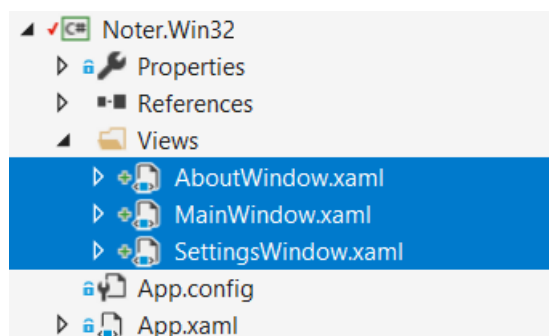 C# Noter.Win32
Properties
References
Views
AboutWindow.xaml
MainWindow.xaml
SettingsWindow.xaml
App.config
App.xaml